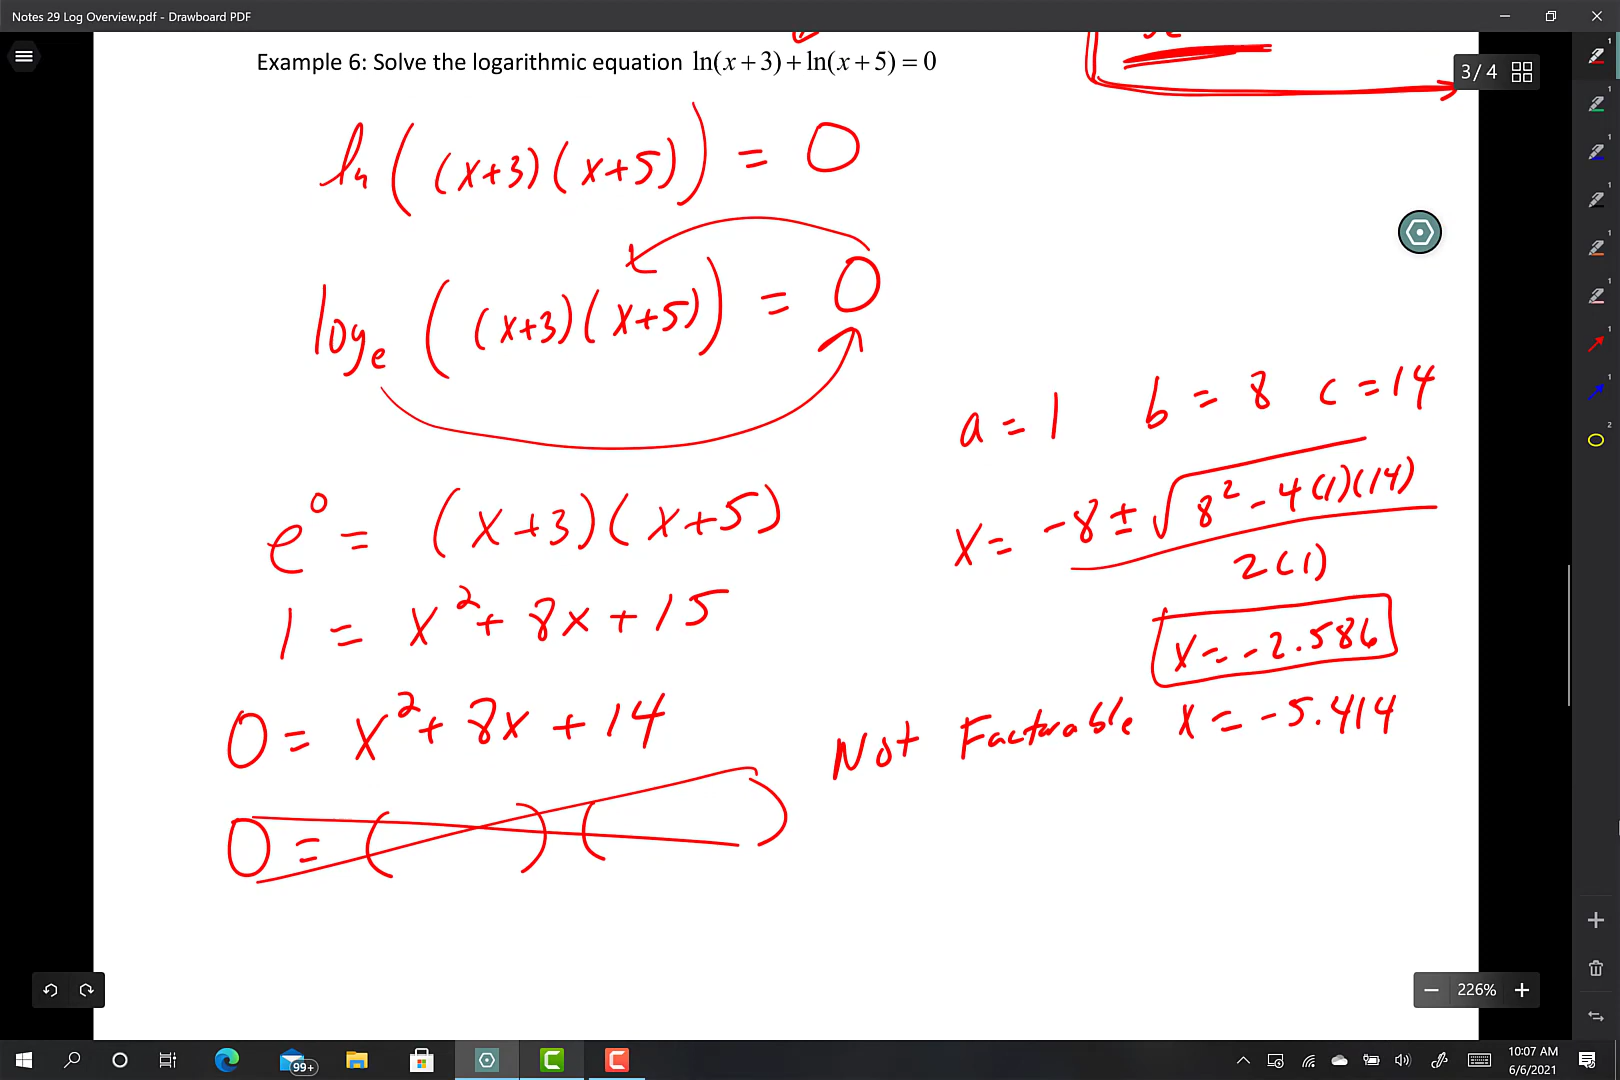 Notes 29 Log Overview.pdf - Drawboard PDF
Example 6: Solve the logarithmic equation ln(x+3)+ln(x+5)=0
3 / 4
ln((x+3)(x+5)) = 0
log_e((x+3)(x+5)) = 0
e^0 = (x+3)(x+5)
1 = x^2 + 8x + 15
0 = x^2 + 8x + 14
0 = ( ) ( )
Not Factorable
a = 1 b = 8 c = 14
x = (-8 ± √(8^2 - 4(1)(14))) / 2(1)
x = -2.586
x = -5.414
226%
99+
10:07 AM
6/6/2021